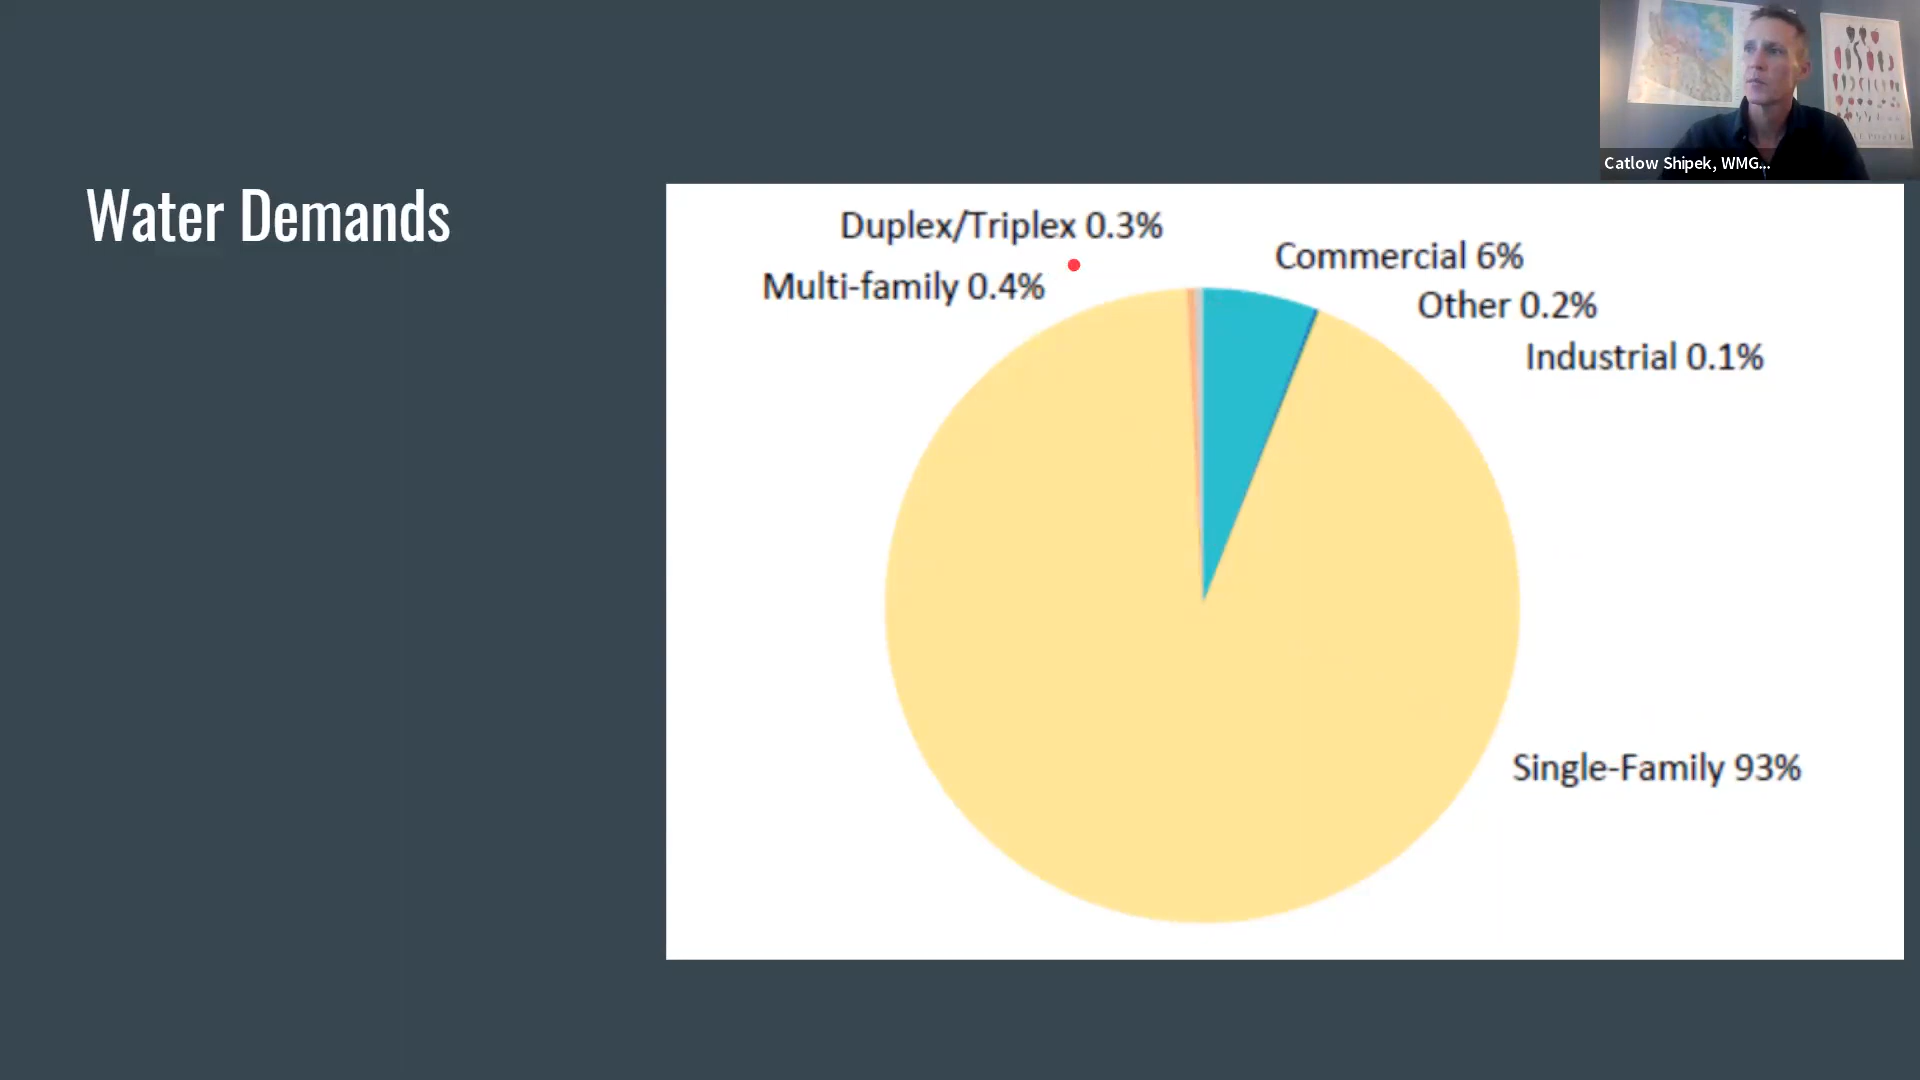 Catlow Shipek, WMG...
Water Demands
Duplex/Triplex 0.3%
Commercial 6%
Multi-family 0.4%
Other 0.2%
Industrial 0.1%
Single-Family 93%